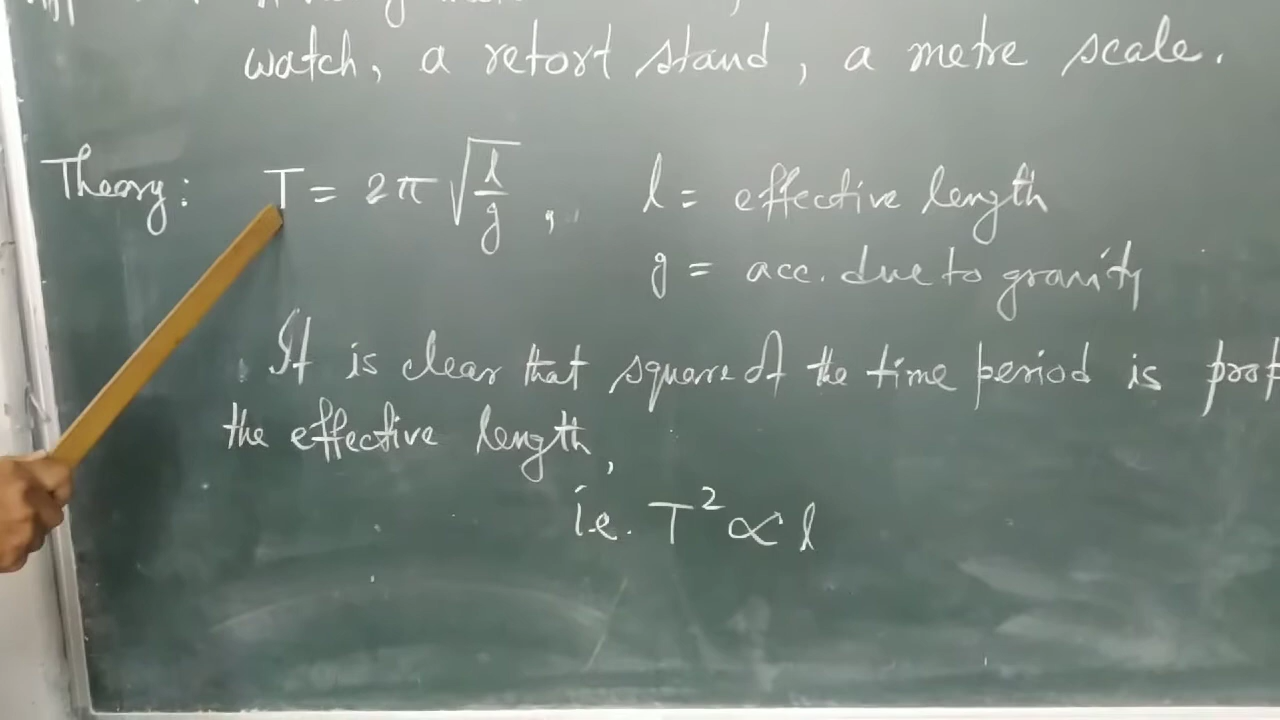 watch, a retort stand, a metre scale.
Theory: T = 2π √(l/g) , l = effective length
g = acc. due to gravity
It is clear that square of the time period is prop
the effective length,
i.e. T² ∝ l